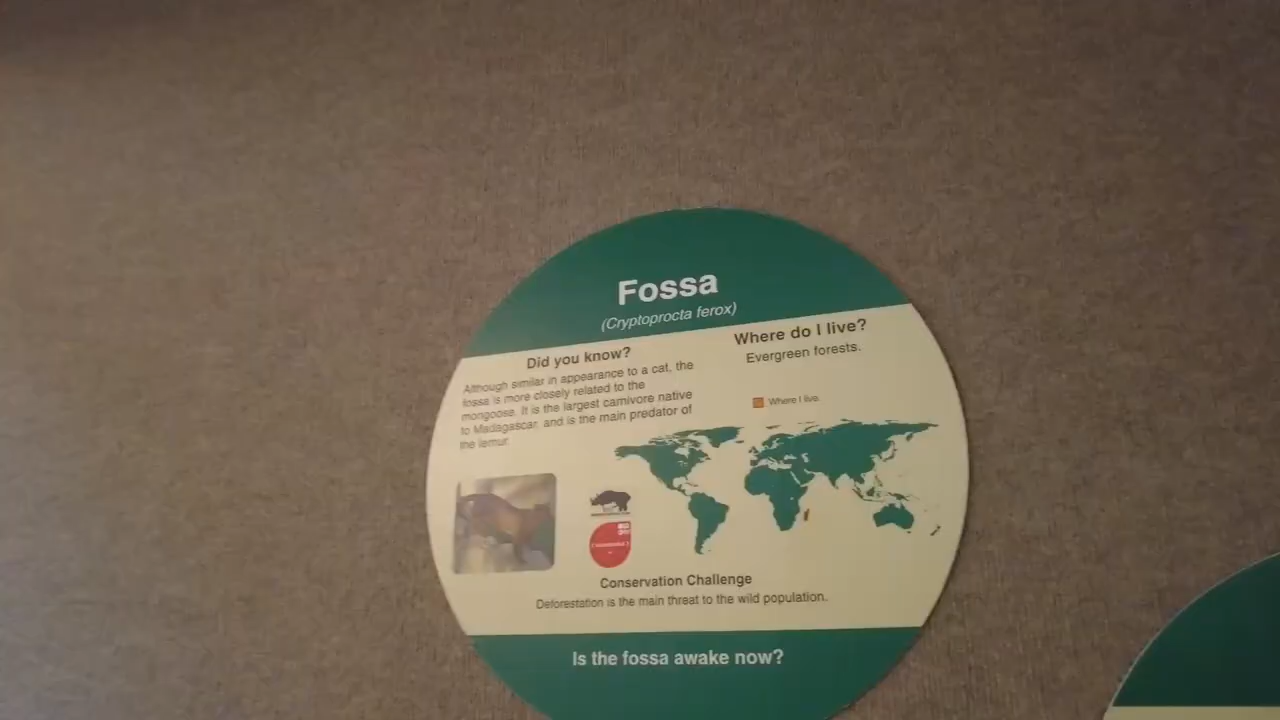 Fossa
(Cryptoprocta ferox)
Did you know?
Although similar in appearance to a cat, the
fossa is more closely related to the
mongoose. It is the largest carnivore native
to Madagascar, and is the main predator of
the lemur.
Where do I live?
Evergreen forests.
Where I live.
Conservation Challenge
Deforestation is the main threat to the wild population.
Is the fossa awake now?